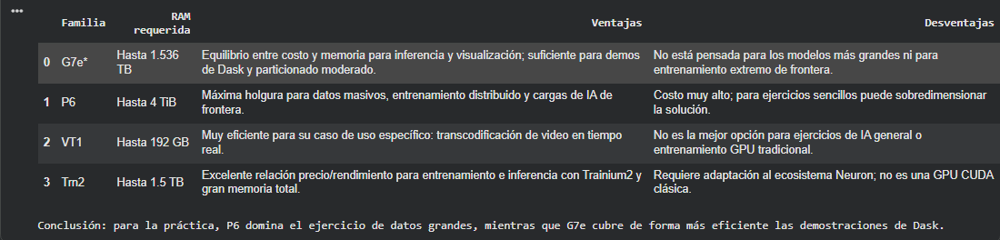 Familia RAM requerida Ventajas Desventajas
0 G7e* Hasta 1.536 TB Equilibrio entre costo y memoria para inferencia y visualización; suficiente para demos de Dask y particionado moderado. No está pensada para los modelos más grandes ni para entrenamiento extremo de frontera.
1 P6 Hasta 4 TiB Máxima holgura para datos masivos, entrenamiento distribuido y cargas de IA de frontera. Costo muy alto; para ejercicios sencillos puede sobredimensionar la solución.
2 VT1 Hasta 192 GB Muy eficiente para su caso de uso específico: transcodificación de video en tiempo real. No es la mejor opción para ejercicios de IA general o entrenamiento GPU tradicional.
3 Trn2 Hasta 1.5 TB Excelente relación precio/rendimiento para entrenamiento e inferencia con Trainium2 y gran memoria total. Requiere adaptación al ecosistema Neuron; no es una GPU CUDA clásica.
Conclusión: para la práctica, P6 domina el ejercicio de datos grandes, mientras que G7e cubre de forma más eficiente las demostraciones de Dask.